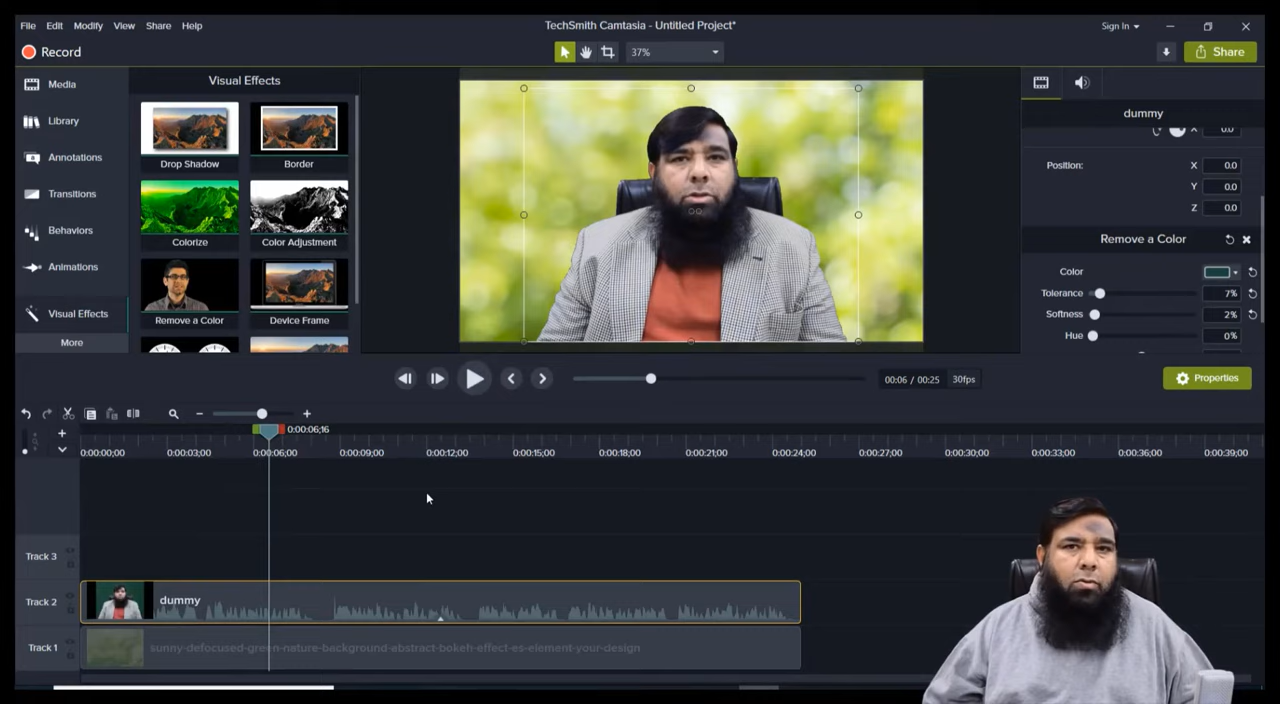 File Edit Modify View Share Help
TechSmith Camtasia - Untitled Project*
Sign In
Record
37%
Share
Media
Library
Annotations
Transitions
Behaviors
Animations
Visual Effects
More
Visual Effects
Drop Shadow
Border
Colorize
Color Adjustment
Remove a Color
Device Frame
dummy
X 0.0
Position: X 0.0
Y 0.0
Z 0.0
Remove a Color
Color
Tolerance 7%
Softness 2%
Hue 0%
00:06 / 00:25 30fps
Properties
0:00:06;16
0:00:00;00 0:00:03;00 0:00:06;00 0:00:09;00 0:00:12;00 0:00:15;00 0:00:18;00 0:00:21;00 0:00:24;00 0:00:27;00 0:00:30;00 0:00:33;00 0:00:36;00 0:00:39;00
Track 3
Track 2 dummy
Track 1 sunny-defocused-green-nature-background-abstract-bokeh-effect-es-element-your-design